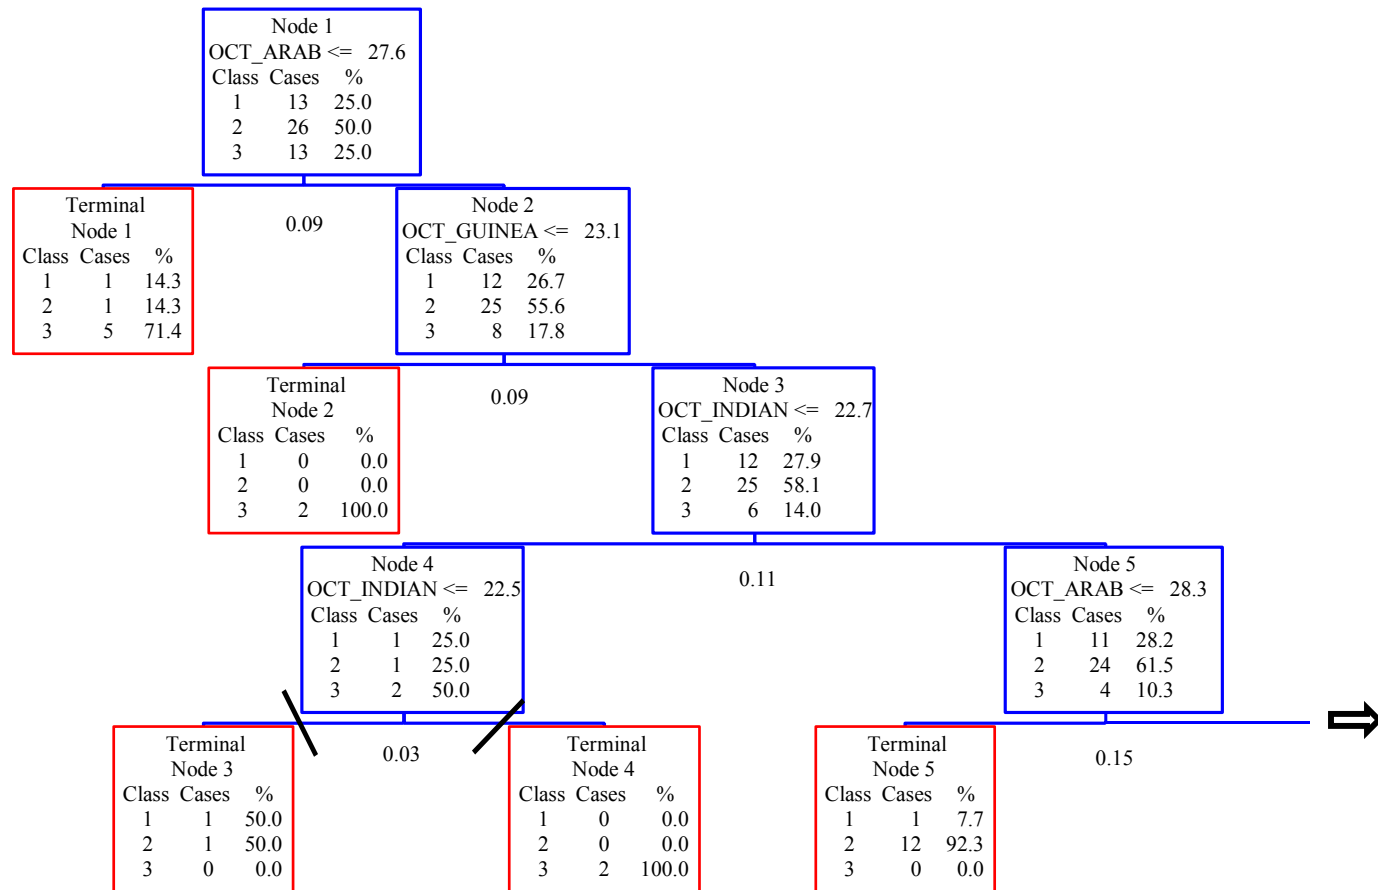 Node 1
OCT_ARAB <= 27.6
Class Cases %
1 13 25.0
2 26 50.0
3 13 25.0
Terminal
Node 1
Class Cases %
1 1 14.3
2 1 14.3
3 5 71.4
0.09
Node 2
OCT_GUINEA <= 23.1
Class Cases %
1 12 26.7
2 25 55.6
3 8 17.8
Terminal
Node 2
Class Cases %
1 0 0.0
2 0 0.0
3 2 100.0
0.09
Node 3
OCT_INDIAN <= 22.7
Class Cases %
1 12 27.9
2 25 58.1
3 6 14.0
Node 4
OCT_INDIAN <= 22.5
Class Cases %
1 1 25.0
2 1 25.0
3 2 50.0
0.11
Node 5
OCT_ARAB <= 28.3
Class Cases %
1 11 28.2
2 24 61.5
3 4 10.3
Terminal
Node 3
Class Cases %
1 1 50.0
2 1 50.0
3 0 0.0
0.03
Terminal
Node 4
Class Cases %
1 0 0.0
2 0 0.0
3 2 100.0
Terminal
Node 5
Class Cases %
1 1 7.7
2 12 92.3
3 0 0.0
0.15